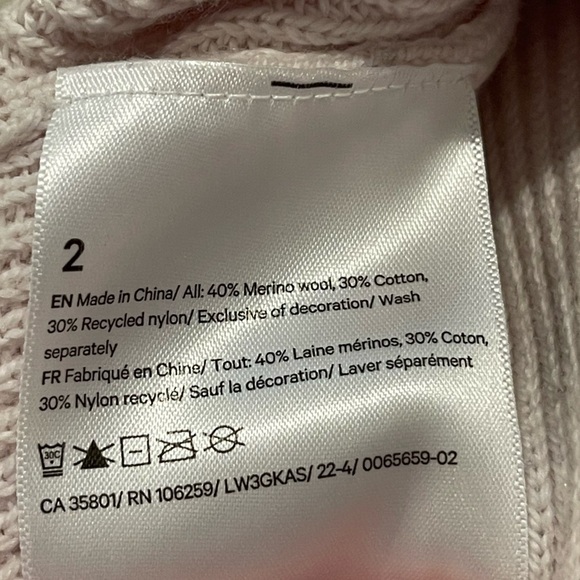 2
EN Made in China/ All: 40% Merino wool, 30% Cotton,
30% Recycled nylon/ Exclusive of decoration/ Wash
separately
FR Fabriqué en Chine/ Tout: 40% Laine mérinos, 30% Coton,
30% Nylon recyclé/ Sauf la décoration/ Laver séparément
30C
CA 35801/ RN 106259/ LW3GKAS/ 22-4/ 0065659-02